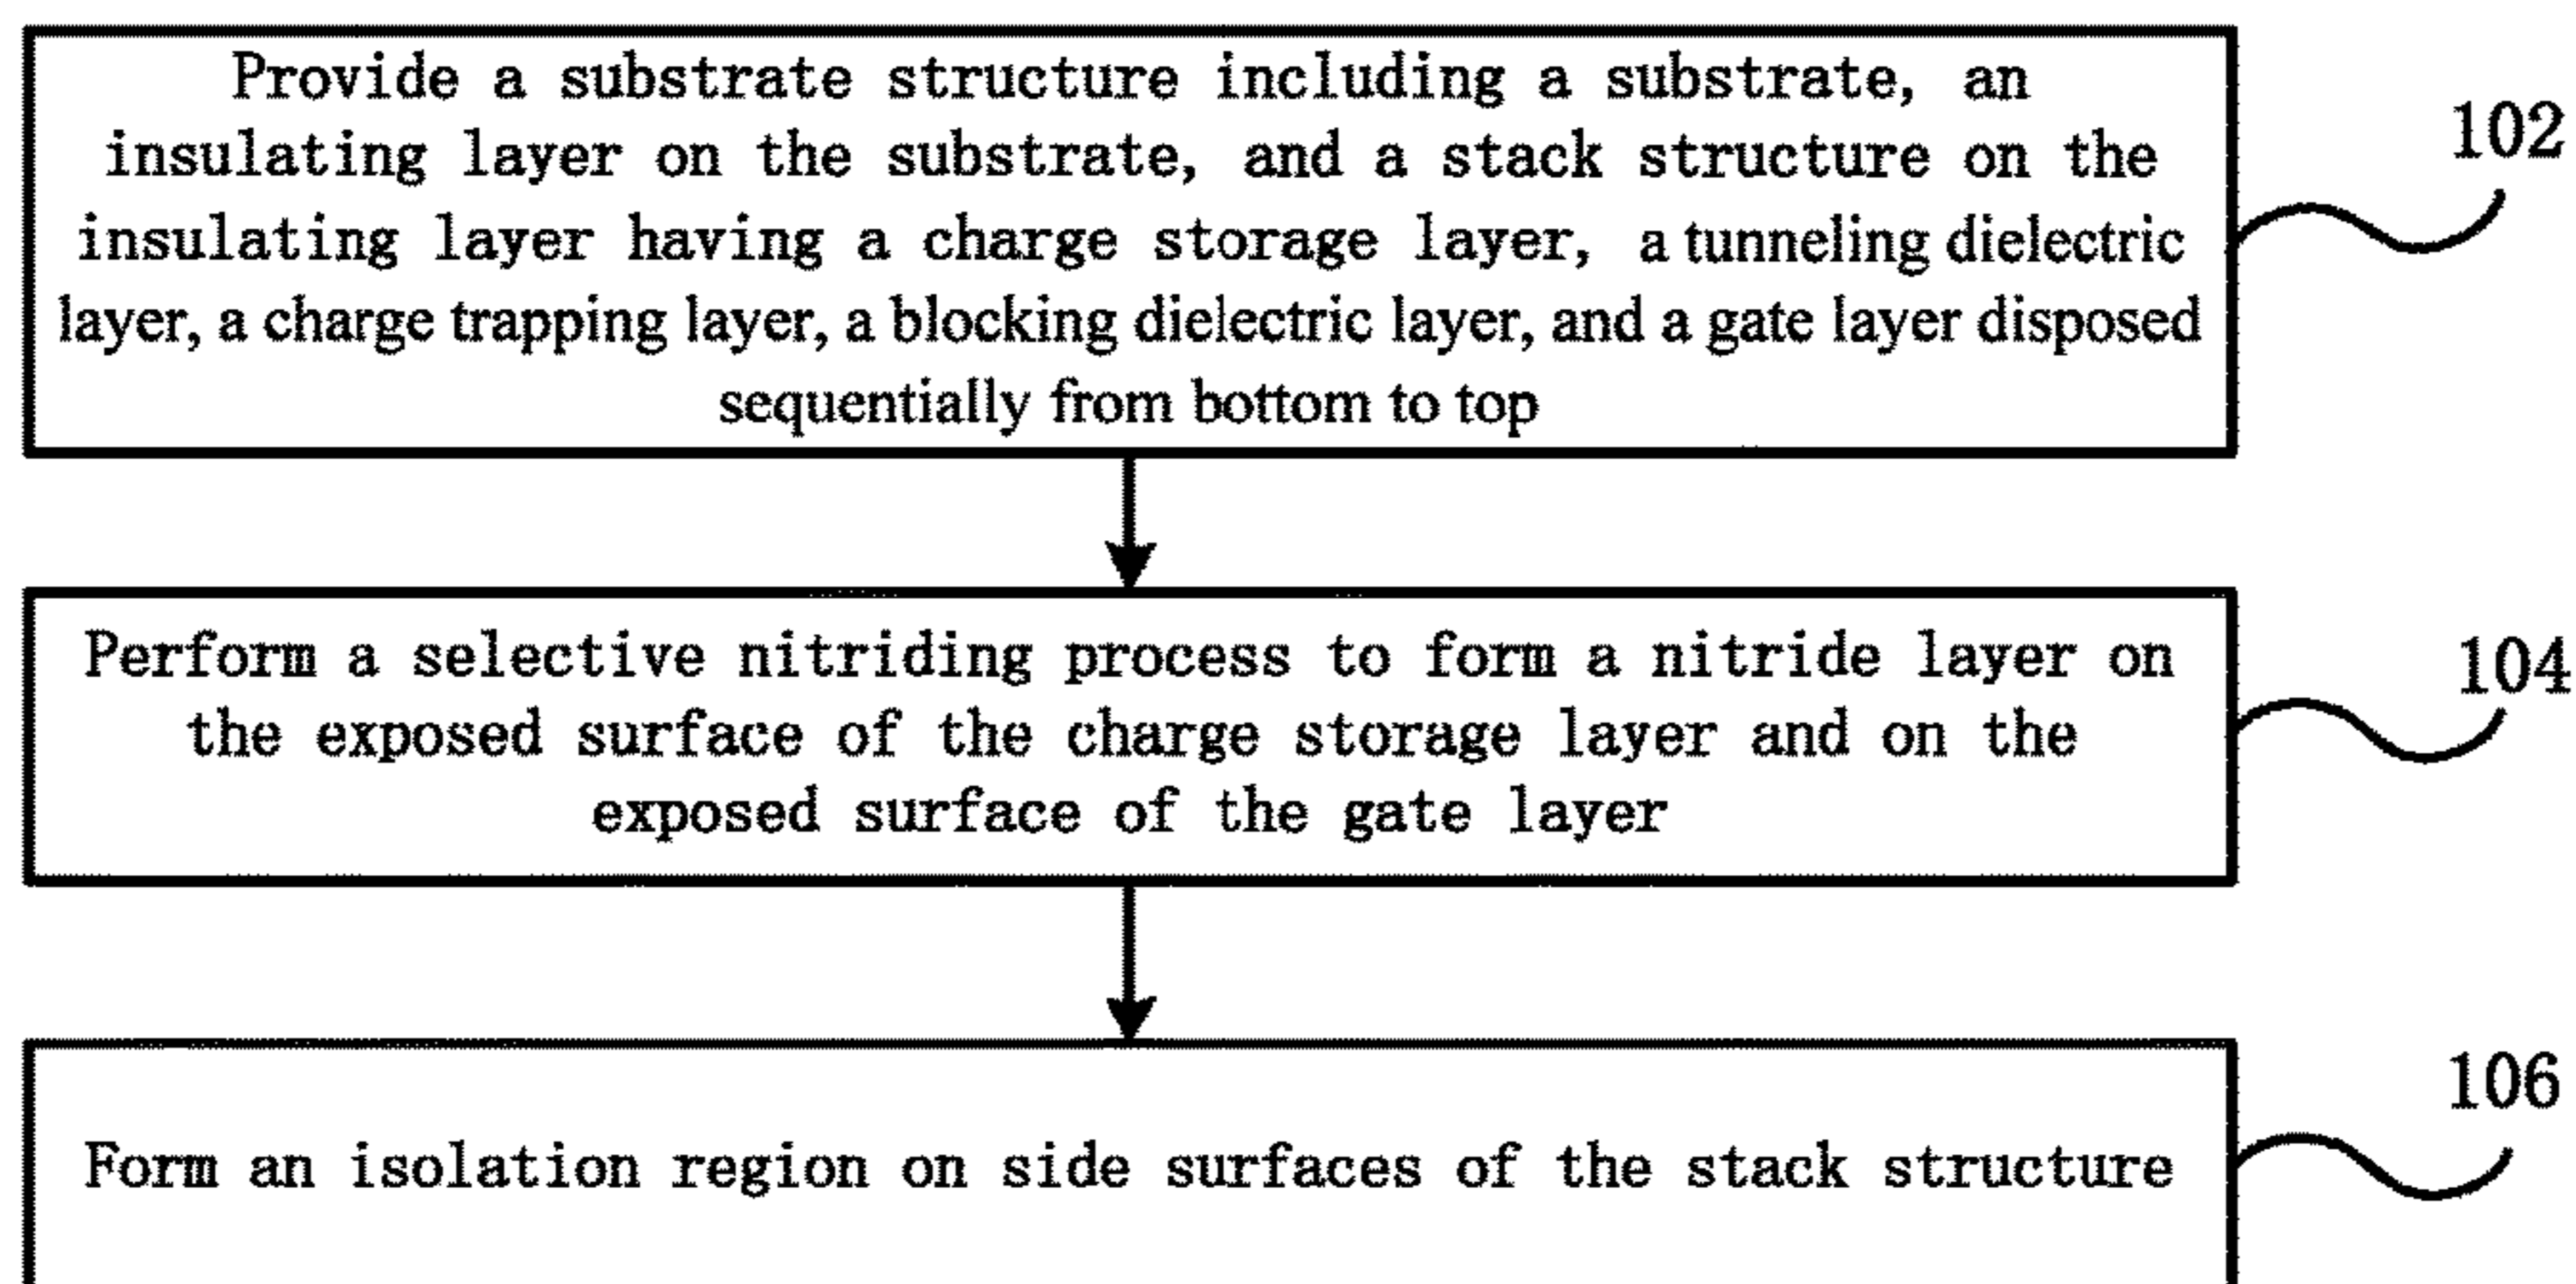 Provide a substrate structure including a substrate, an
insulating layer on the substrate, and a stack structure on the
insulating layer having a charge storage layer, a tunneling dielectric
layer, a charge trapping layer, a blocking dielectric layer, and a gate layer disposed
sequentially from bottom to top
102
Perform a selective nitriding process to form a nitride layer on
the exposed surface of the charge storage layer and on the
exposed surface of the gate layer
104
Form an isolation region on side surfaces of the stack structure
106